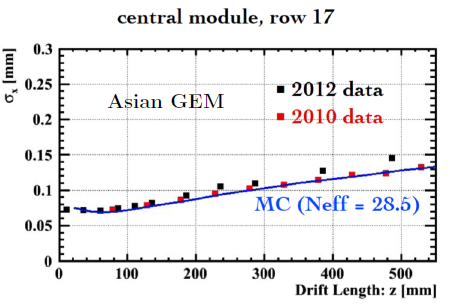 central module, row 17
σx [mm]
0.3
0.25
0.2
0.15
0.1
0.05
0
Asian GEM
2012 data
2010 data
MC (Neff = 28.5)
0 100 200 300 400 500
Drift Length: z [mm]